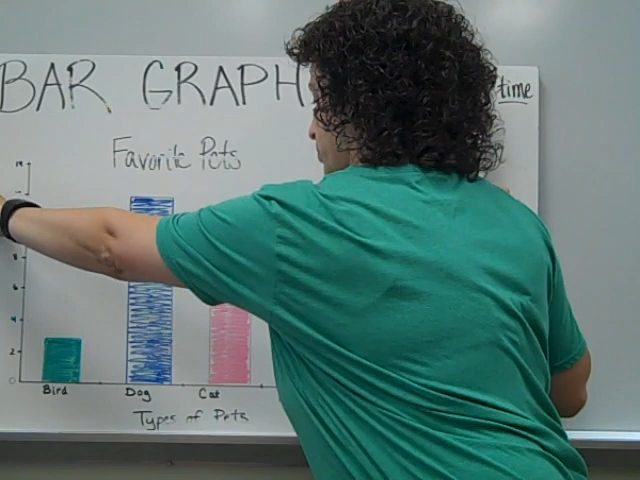 BAR GRAPH
time
Favorite Pets
14
8
6
4
2
0
Bird Dog Cat
Types of Pets